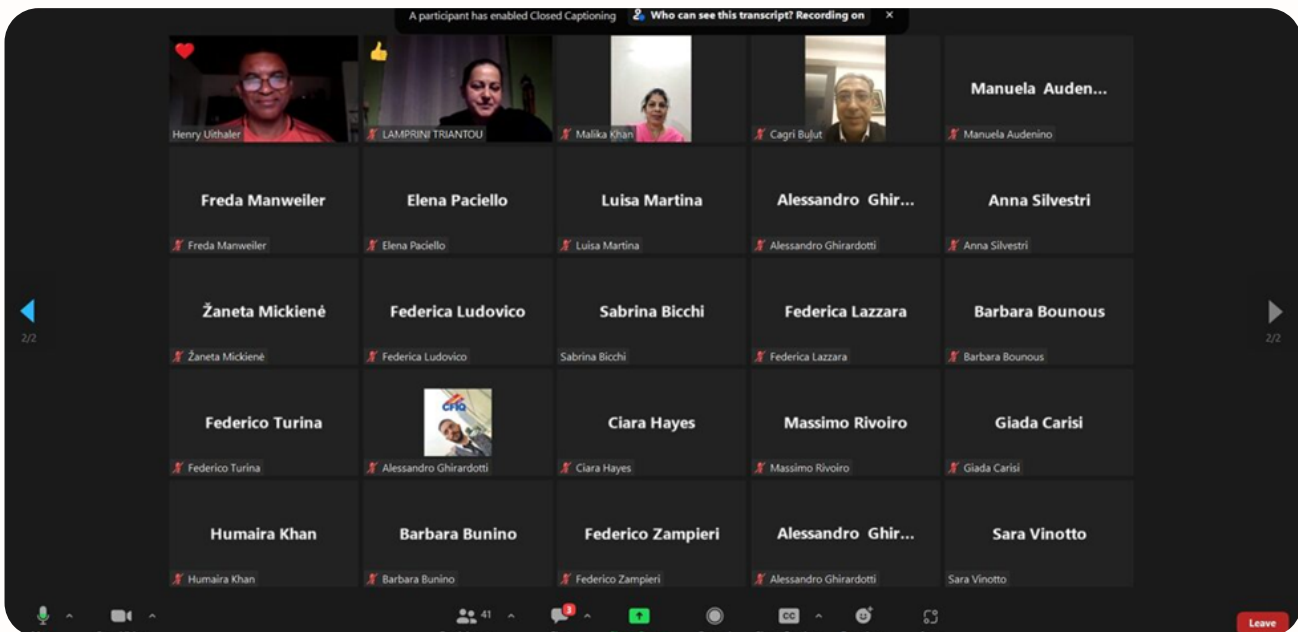 A participant has enabled Closed Captioning Who can see this transcript? Recording on
Henry Uithaler
LAMPRINI TRIANTOU
Malika Khan
Cagri Bulut
Manuela Auden...
Manuela Audenino
Freda Manweiler
Elena Paciello
Luisa Martina
Alessandro Ghir...
Anna Silvestri
Freda Manweiler
Elena Paciello
Luisa Martina
Alessandro Ghirardotti
Anna Silvestri
Žaneta Mickienė
Federica Ludovico
Sabrina Bicchi
Federica Lazzara
Barbara Bounous
2/2
2/2
Žaneta Mickienė
Federica Ludovico
Sabrina Bicchi
Federica Lazzara
Barbara Bounous
Federico Turina
CFIQ
Ciara Hayes
Massimo Rivoiro
Giada Carisi
Federico Turina
Alessandro Ghirardotti
Ciara Hayes
Massimo Rivoiro
Giada Carisi
Humaira Khan
Barbara Bunino
Federico Zampieri
Alessandro Ghir...
Sara Vinotto
Humaira Khan
Barbara Bunino
Federico Zampieri
Alessandro Ghirardotti
Sara Vinotto
41
3
CC
Leave